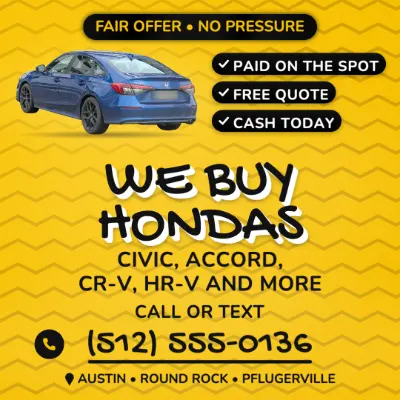 FAIR OFFER • NO PRESSURE
✓ PAID ON THE SPOT
✓ FREE QUOTE
✓ CASH TODAY
WE BUY
HONDAS
CIVIC, ACCORD,
CR-V, HR-V AND MORE
CALL OR TEXT
(512) 555-0136
AUSTIN • ROUND ROCK • PFLUGERVILLE